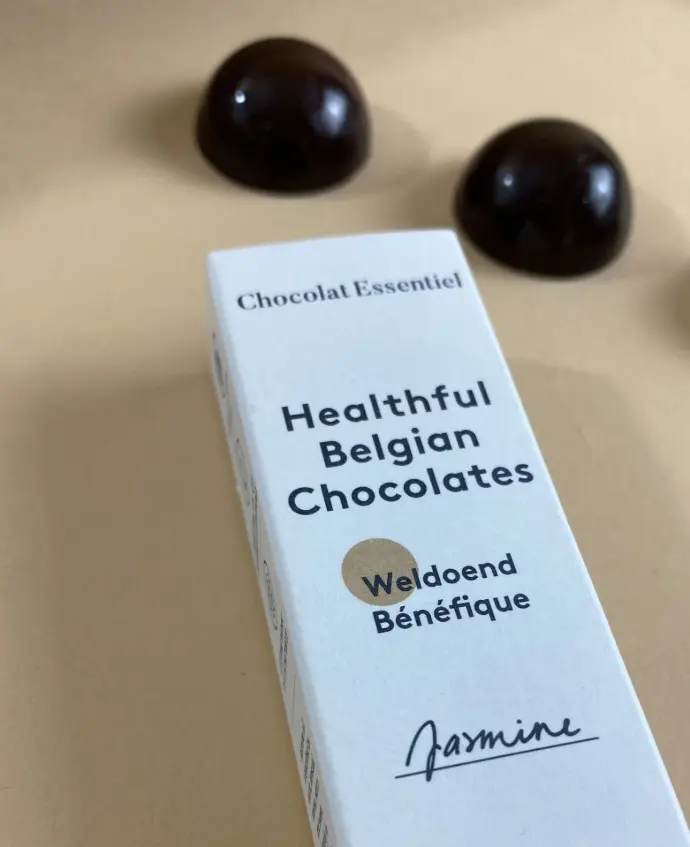 Chocolat Essentiel
Healthful
Belgian
Chocolates
Weldoend
Bénéfique
Jasmine